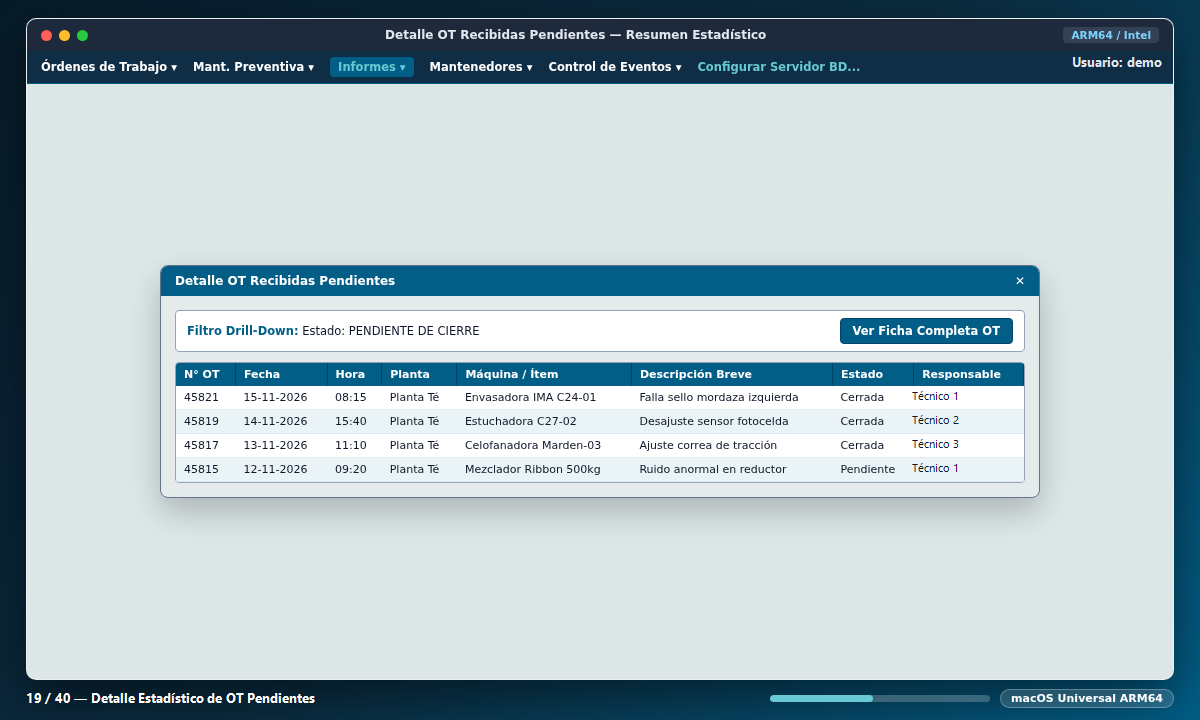 Detalle OT Recibidas Pendientes — Resumen Estadístico
ARM64 / Intel
Órdenes de Trabajo ▾ Mant. Preventiva ▾ Informes ▾ Mantenedores ▾ Control de Eventos ▾ Configurar Servidor BD... Usuario: demo
Detalle OT Recibidas Pendientes ×
Filtro Drill-Down: Estado: PENDIENTE DE CIERRE Ver Ficha Completa OT
N° OT Fecha Hora Planta Máquina / Ítem Descripción Breve Estado Responsable
45821 15-11-2026 08:15 Planta Té Envasadora IMA C24-01 Falla sello mordaza izquierda Cerrada Técnico 1
45819 14-11-2026 15:40 Planta Té Estuchadora C27-02 Desajuste sensor fotocelda Cerrada Técnico 2
45817 13-11-2026 11:10 Planta Té Celofanadora Marden-03 Ajuste correa de tracción Cerrada Técnico 3
45815 12-11-2026 09:20 Planta Té Mezclador Ribbon 500kg Ruido anormal en reductor Pendiente Técnico 1
19 / 40 — Detalle Estadístico de OT Pendientes
macOS Universal ARM64